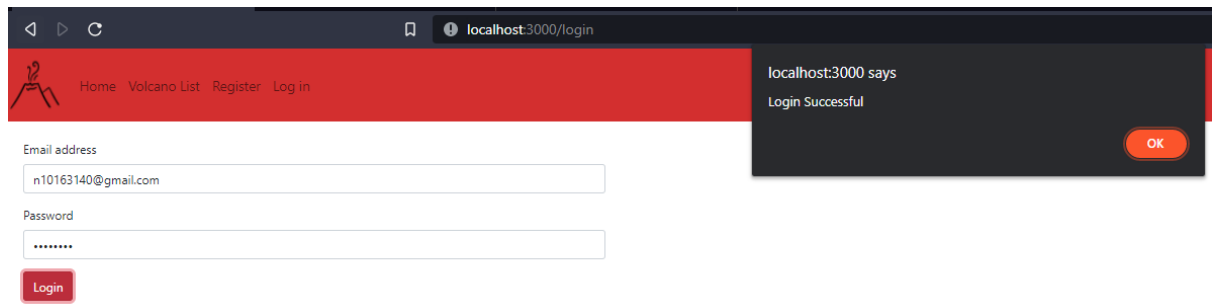 localhost:3000/login
localhost:3000 says
Login Successful
OK
Home Volcano List Register Log in
Email address
n10163140@gmail.com
Password
••••••••
Login